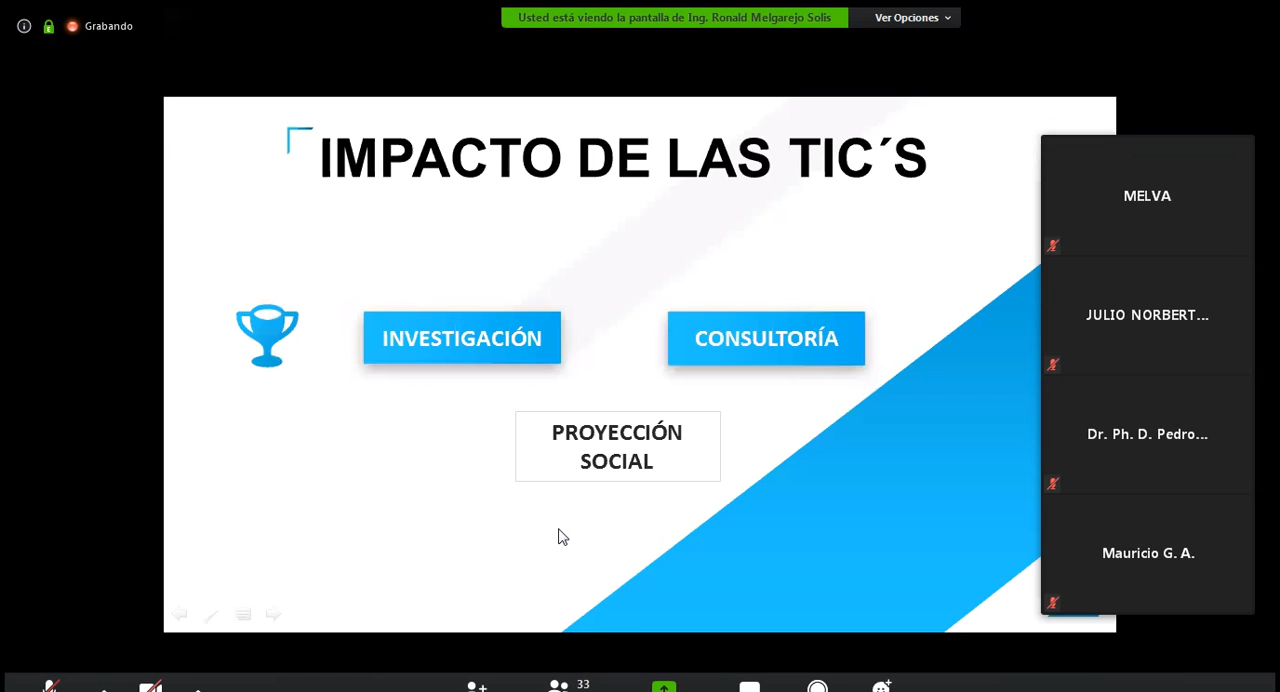 Grabando
Usted está viendo la pantalla de Ing. Ronald Melgarejo Solis
Ver Opciones
IMPACTO DE LAS TIC´S
INVESTIGACIÓN
CONSULTORÍA
PROYECCIÓN
SOCIAL
MELVA
JULIO NORBERT...
Dr. Ph. D. Pedro...
Mauricio G. A.
33